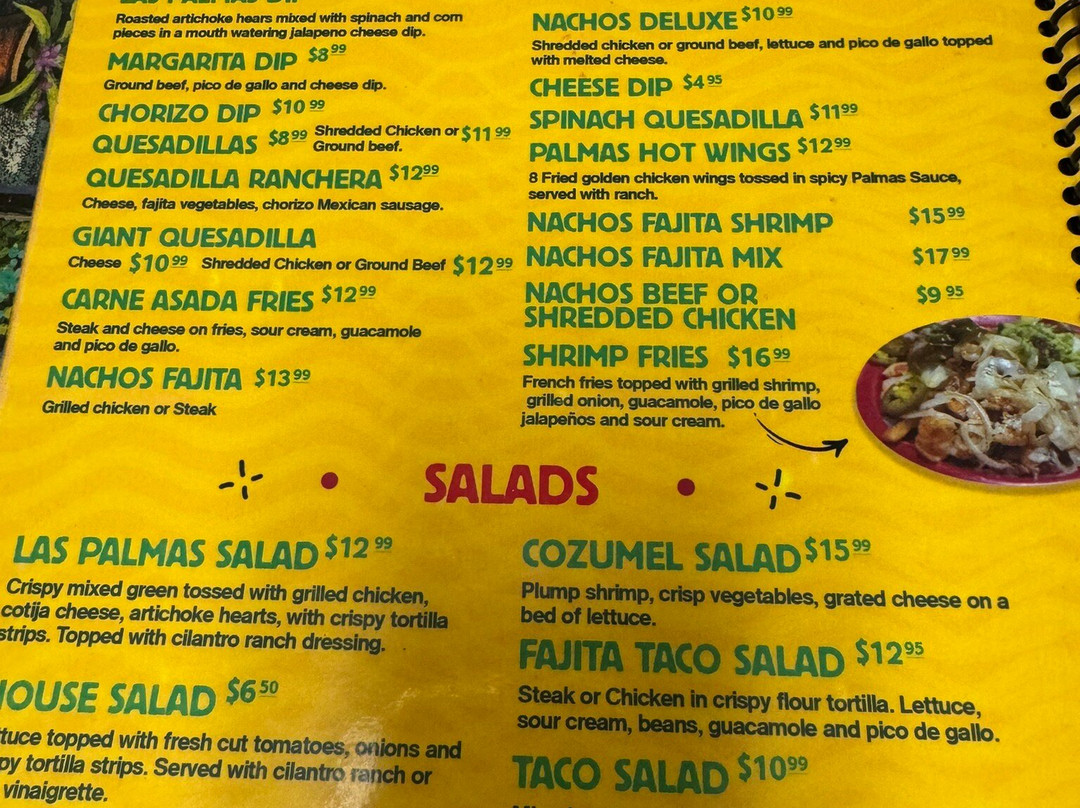 LAS PALMAS DIP
Roasted artichoke hears mixed with spinach and corn
pieces in a mouth watering jalapeno cheese dip.
MARGARITA DIP $8.99
Ground beef, pico de gallo and cheese dip.
CHORIZO DIP $10.99
QUESADILLAS $8.99 Shredded Chicken or $11.99
Ground beef.
QUESADILLA RANCHERA $12.99
Cheese, fajita vegetables, chorizo Mexican sausage.
GIANT QUESADILLA
Cheese $10.99 Shredded Chicken or Ground Beef $12.99
CARNE ASADA FRIES $12.99
Steak and cheese on fries, sour cream, guacamole
and pico de gallo.
NACHOS FAJITA $13.99
Grilled chicken or Steak
NACHOS DELUXE $10.99
Shredded chicken or ground beef, lettuce and pico de gallo topped
with melted cheese.
CHEESE DIP $4.95
SPINACH QUESADILLA $11.99
PALMAS HOT WINGS $12.99
8 Fried golden chicken wings tossed in spicy Palmas Sauce,
served with ranch.
NACHOS FAJITA SHRIMP $15.99
NACHOS FAJITA MIX $17.99
NACHOS BEEF OR $9.95
SHREDDED CHICKEN
SHRIMP FRIES $16.99
French fries topped with grilled shrimp,
grilled onion, guacamole, pico de gallo
jalapeños and sour cream.
SALADS
LAS PALMAS SALAD $12.99
Crispy mixed green tossed with grilled chicken,
cotija cheese, artichoke hearts, with crispy tortilla
strips. Topped with cilantro ranch dressing.
HOUSE SALAD $6.50
topped with fresh cut tomatoes, onions and
tortilla strips. Served with cilantro ranch or
vinaigrette.
COZUMEL SALAD $15.99
Plump shrimp, crisp vegetables, grated cheese on a
bed of lettuce.
FAJITA TACO SALAD $12.95
Steak or Chicken in crispy flour tortilla. Lettuce,
sour cream, beans, guacamole and pico de gallo.
TACO SALAD $10.99